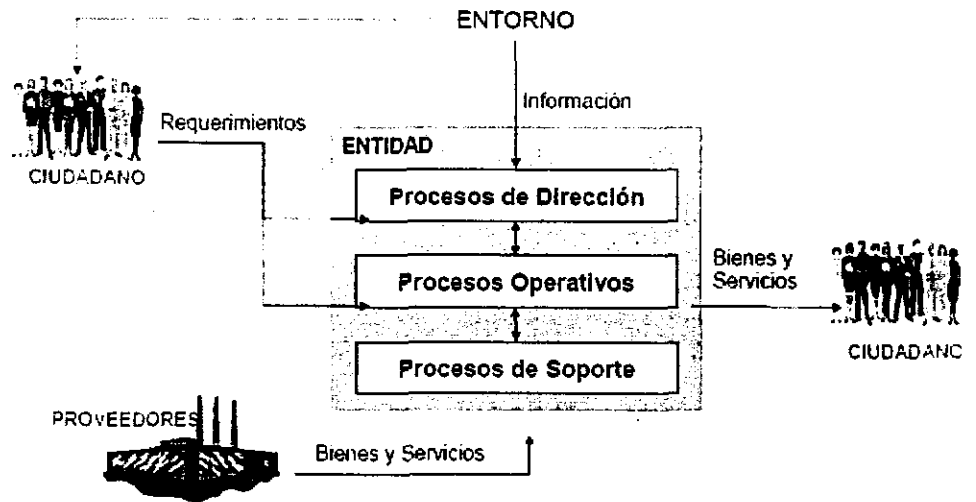 ENTORNO
Información
Requerimientos
CIUDADANO
ENTIDAD
Procesos de Dirección
Procesos Operativos
Procesos de Soporte
Bienes y
Servicios
CIUDADANC
PROVEEDORES
Bienes y Servicios